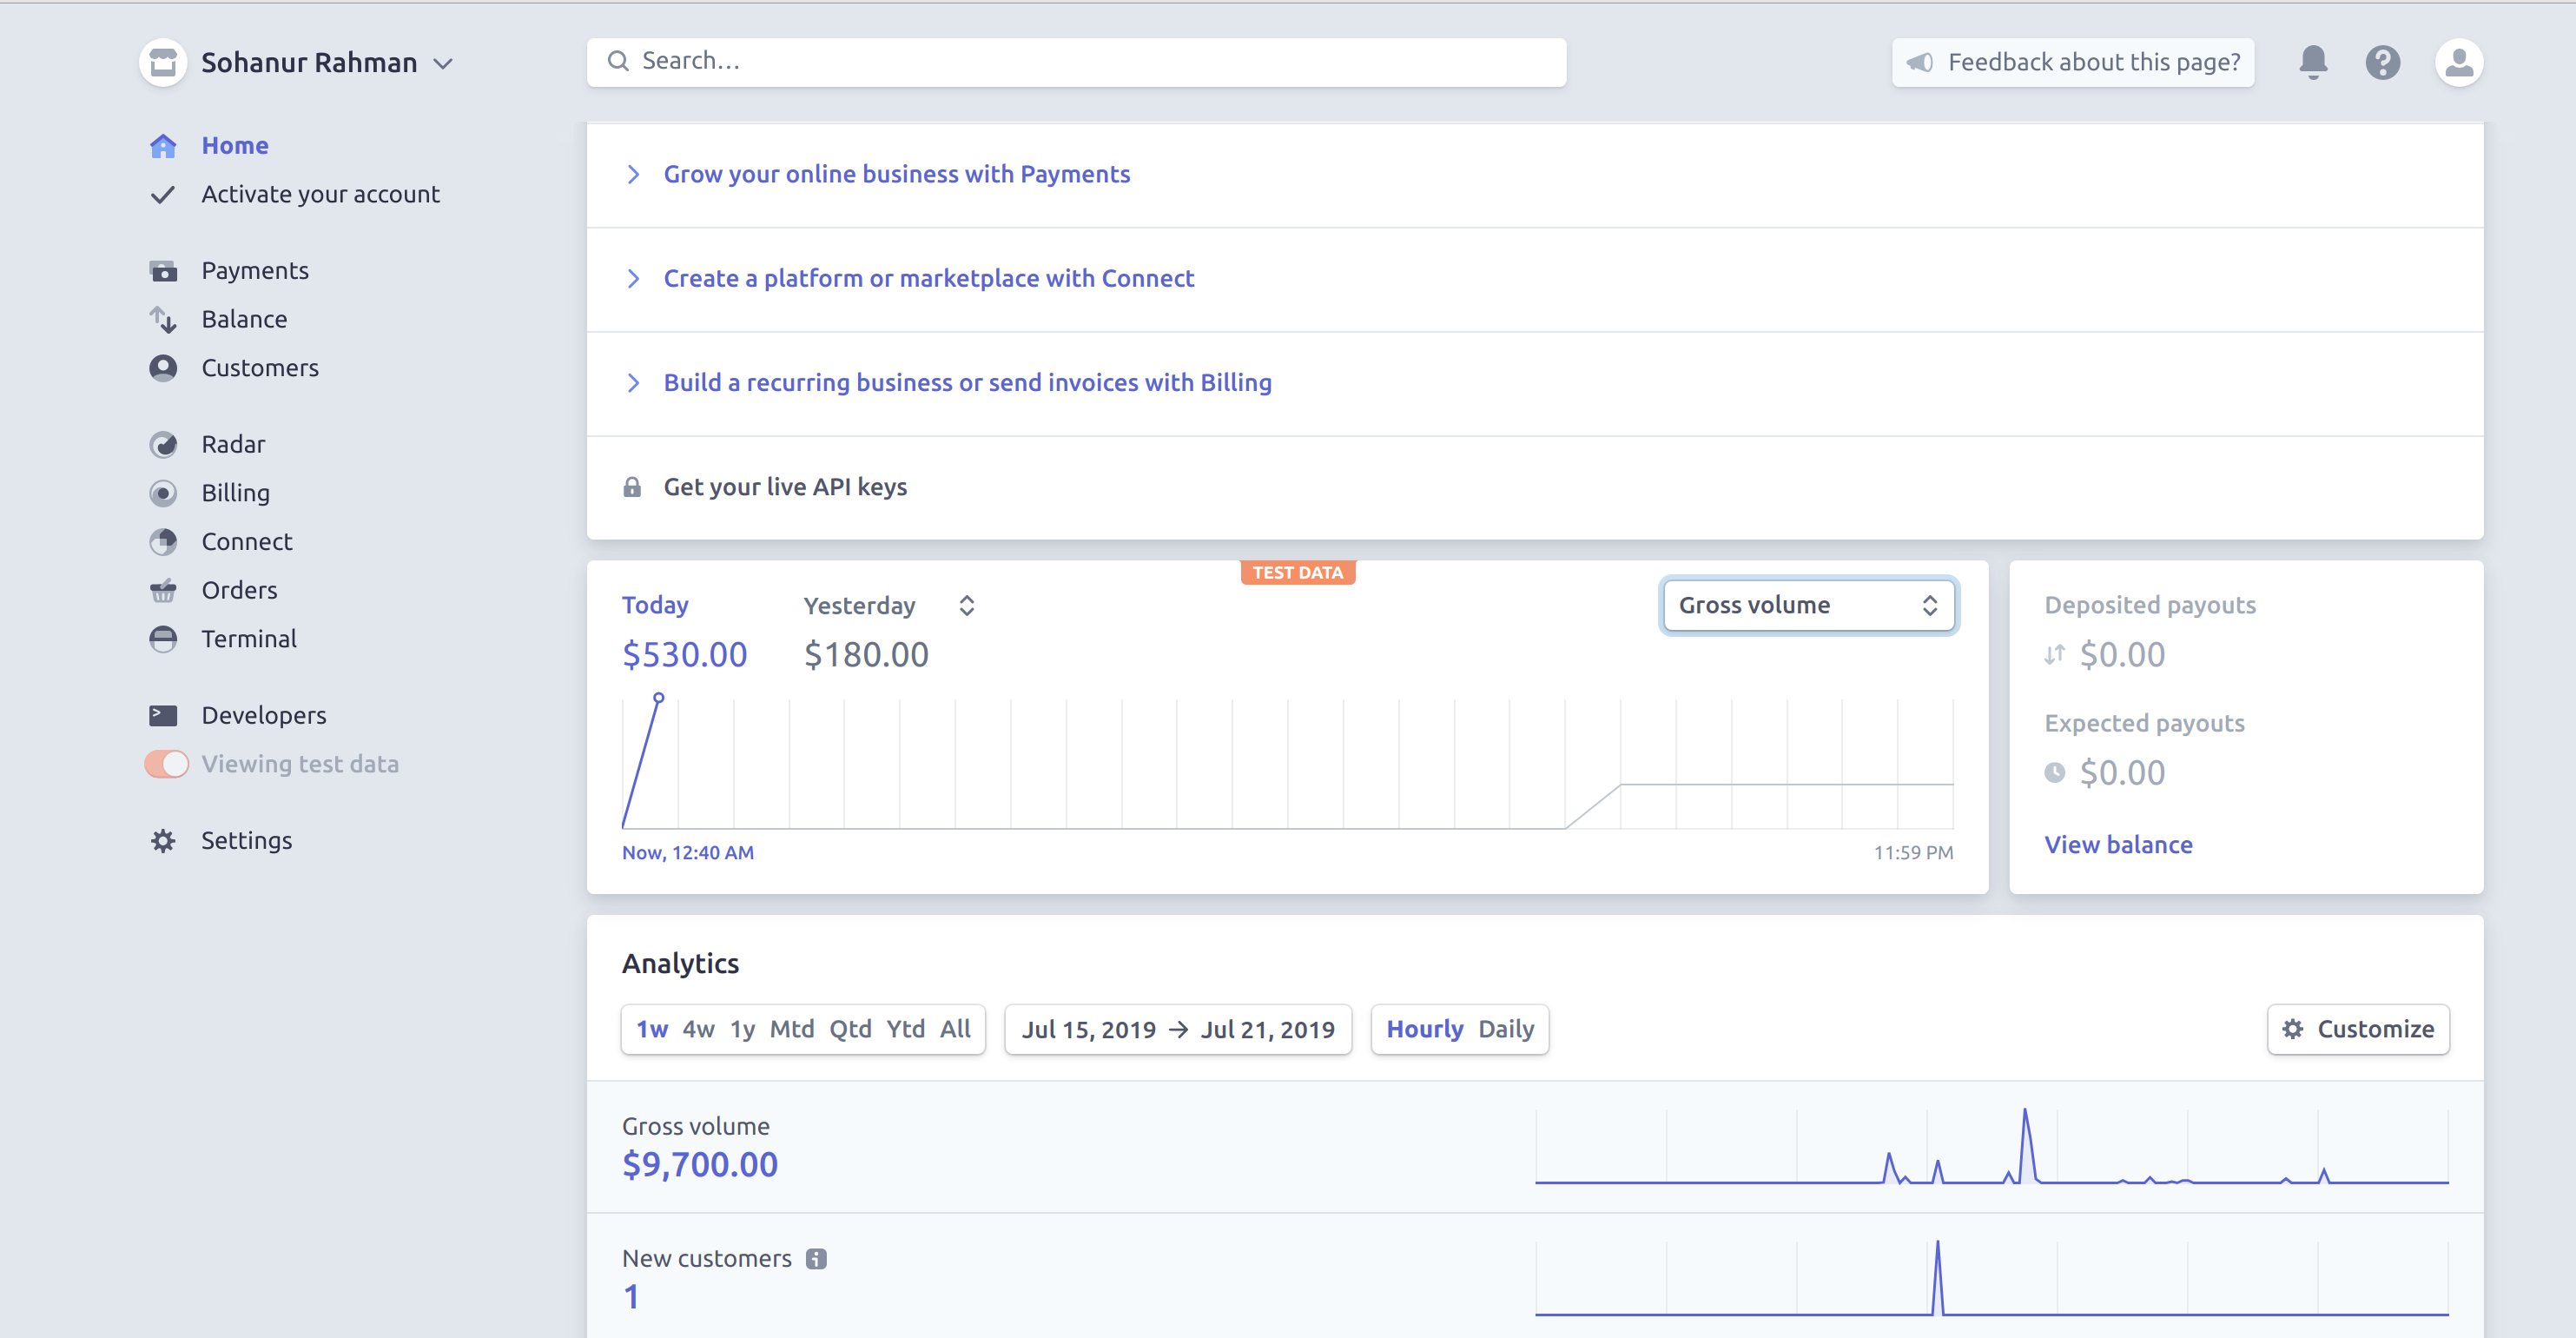 Sohanur Rahman
Search...
Feedback about this page?
Home
Activate your account
Payments
Balance
Customers
Radar
Billing
Connect
Orders
Terminal
Developers
Viewing test data
Settings
Grow your online business with Payments
Create a platform or marketplace with Connect
Build a recurring business or send invoices with Billing
Get your live API keys
TEST DATA
Today Yesterday Gross volume
$530.00 $180.00
Now, 12:40 AM 11:59 PM
Deposited payouts
$0.00
Expected payouts
$0.00
View balance
Analytics
1w 4w 1y Mtd Qtd Ytd All Jul 15, 2019 → Jul 21, 2019 Hourly Daily Customize
Gross volume
$9,700.00
New customers
1